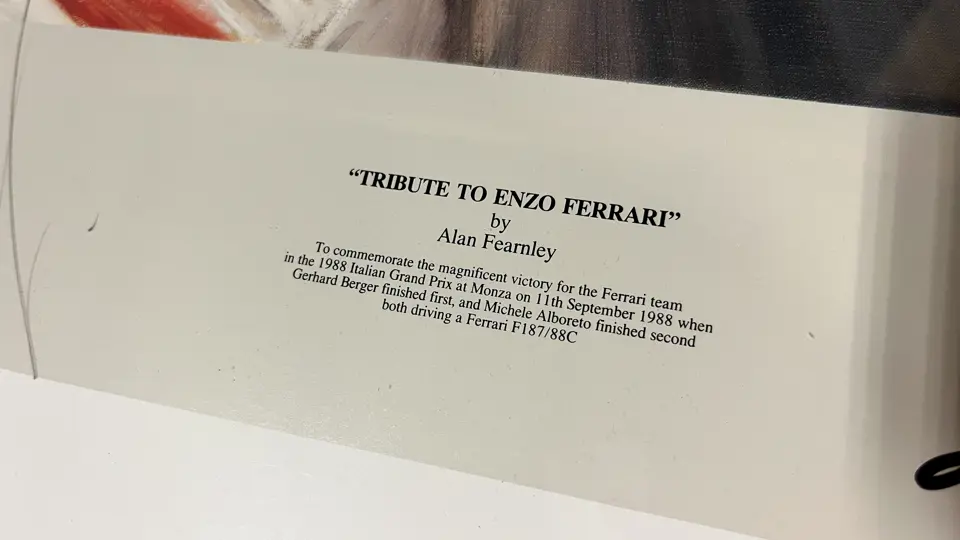 “TRIBUTE TO ENZO FERRARI”
by
Alan Fearnley
To commemorate the magnificent victory for the Ferrari team
in the 1988 Italian Grand Prix at Monza on 11th September 1988 when
Gerhard Berger finished first, and Michele Alboreto finished second
both driving a Ferrari F187/88C